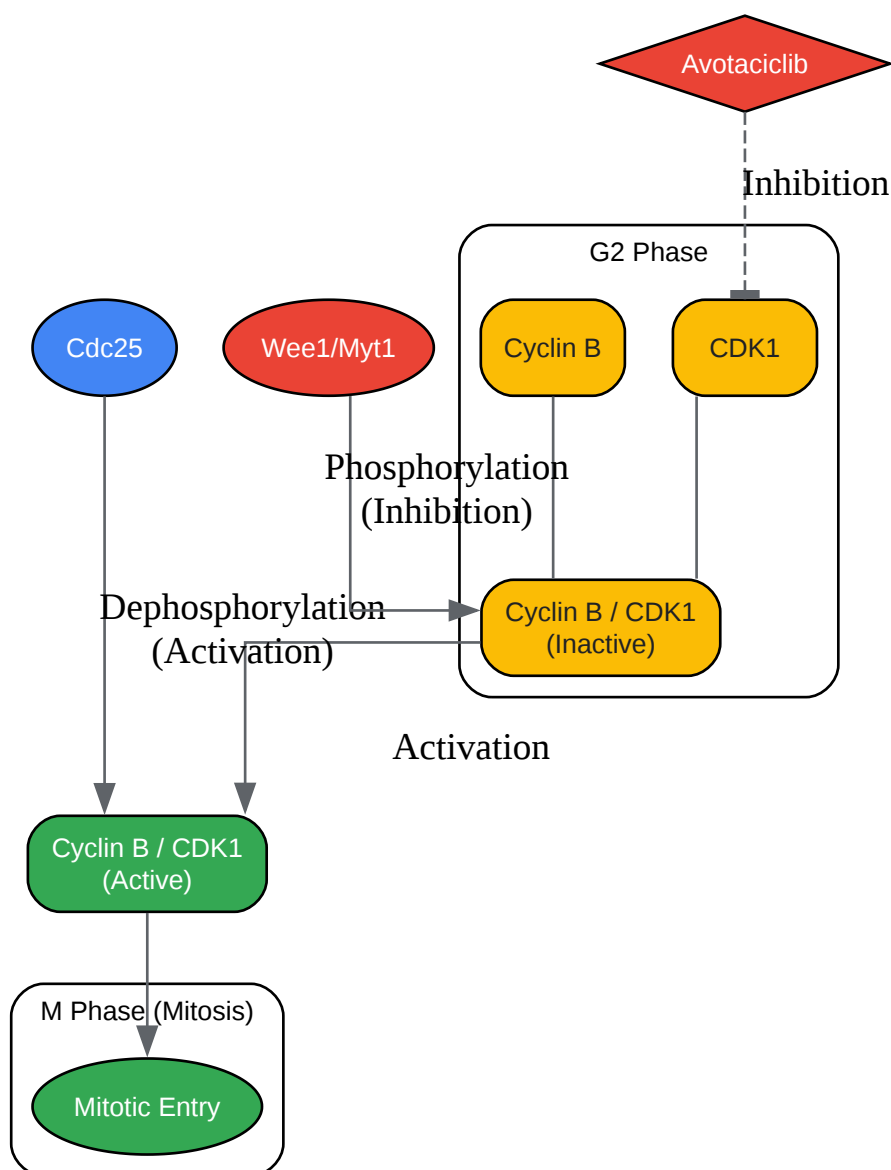 Avotaciclib
Inhibition
G2 Phase
Cdc25
Wee1/Myt1
Cyclin B
CDK1
Phosphorylation
(Inhibition)
Dephosphorylation
(Activation)
Cyclin B / CDK1
(Inactive)
Activation
Cyclin B / CDK1
(Active)
M Phase (Mitosis)
Mitotic Entry